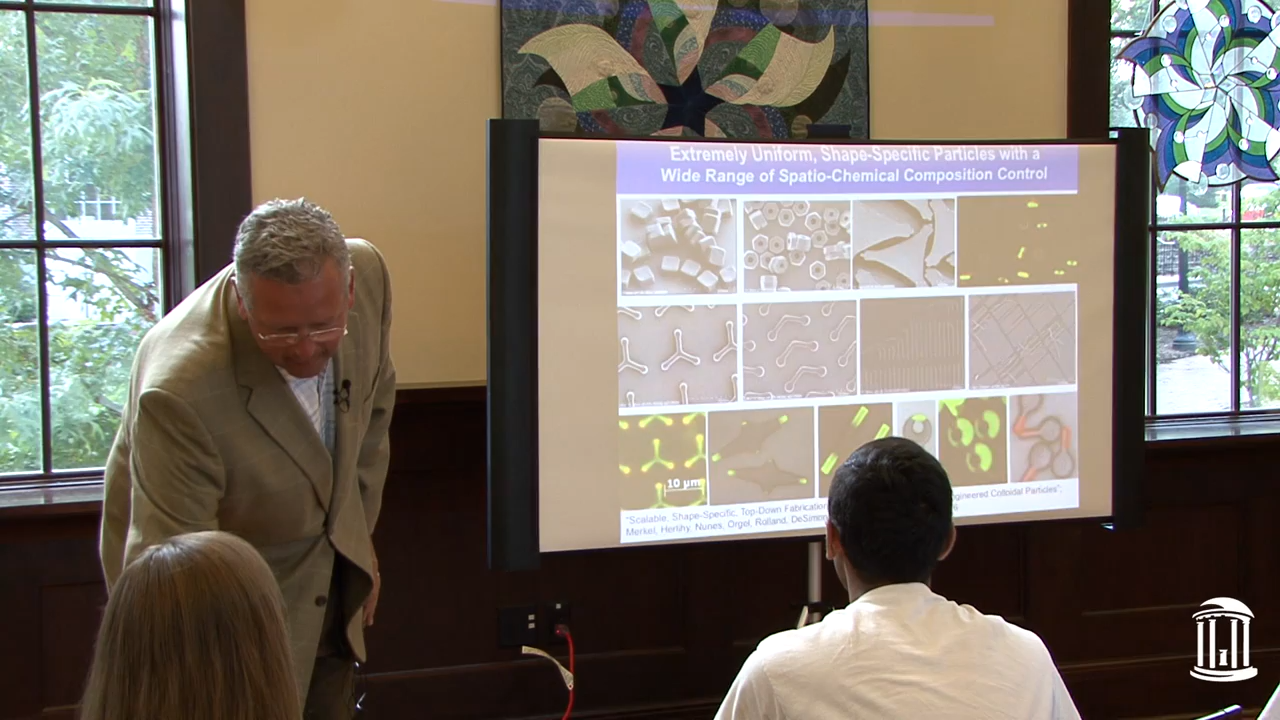 Extremely Uniform, Shape-Specific Particles with a
Wide Range of Spatio-Chemical Composition Control
10 µm
"Scalable, Shape-Specific, Top-Down Fabrication Engineered Colloidal Particles",
Merkel, Herlihy, Nunes, Orgel, Rolland, DeSimon